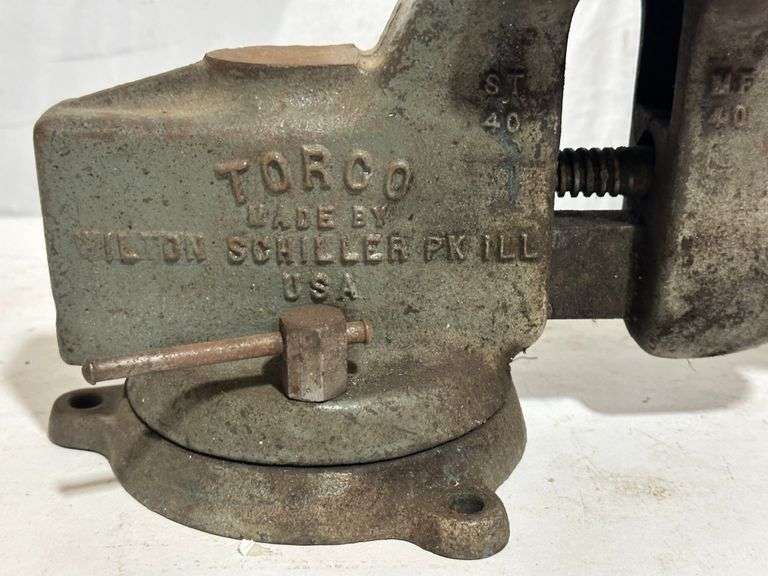 ST
40
MF
40
TORCO
MADE BY
WILTON SCHILLER PK ILL
USA